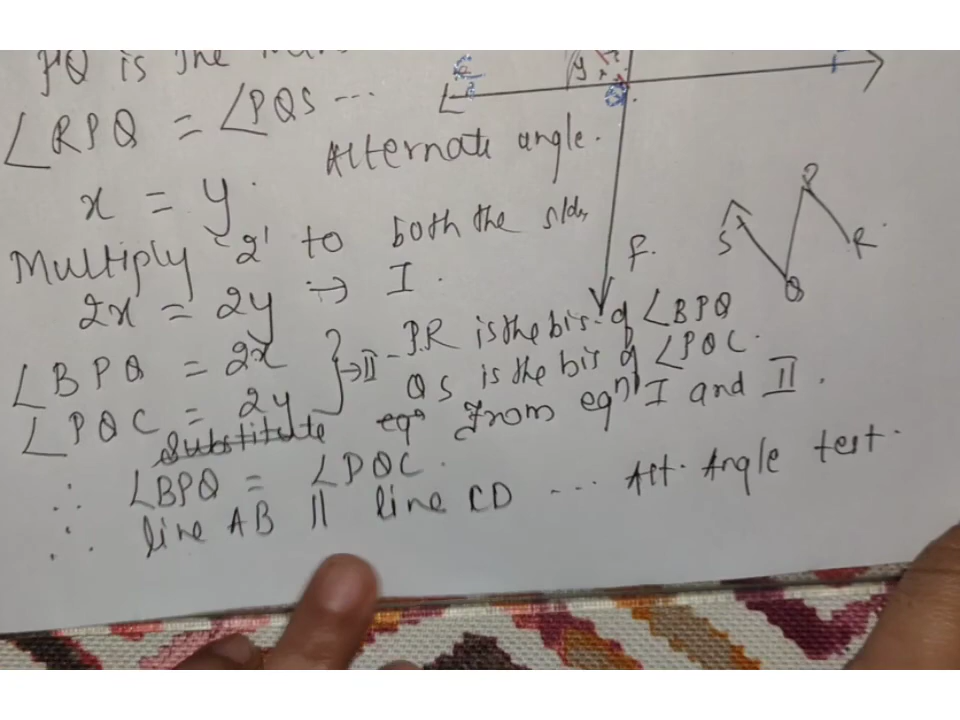 PQ is the
∠RPQ = ∠PQS ...
Alternate angle.
x = y.
Multiply '2' to both the side,
2x = 2y → I.
∠BPQ = 2x
∠PQC = 2y
} → II - PR is the bis. of ∠BPQ
QS is the bis of ∠PQC.
Substitute eqn From eqn I and II.
∴ ∠BPQ = ∠PQC.
∴ line AB || line CD ... Alt. Angle test.
y
x
F.
P
S
R.
Q